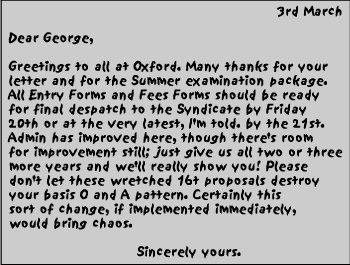 3rd March
Dear George,
Greetings to all at Oxford. Many thanks for your
letter and for the Summer examination package.
All Entry Forms and Fees Forms should be ready
for final despatch to the Syndicate by Friday
20th or at the very latest, I'm told. by the 21st.
Admin has improved here, though there's room
for improvement still; just give us all two or three
more years and we'll really show you! Please
don't let these wretched 16t proposals destroy
your basis O and A pattern. Certainly this
sort of change, if implemented immediately,
would bring chaos.
Sincerely yours.